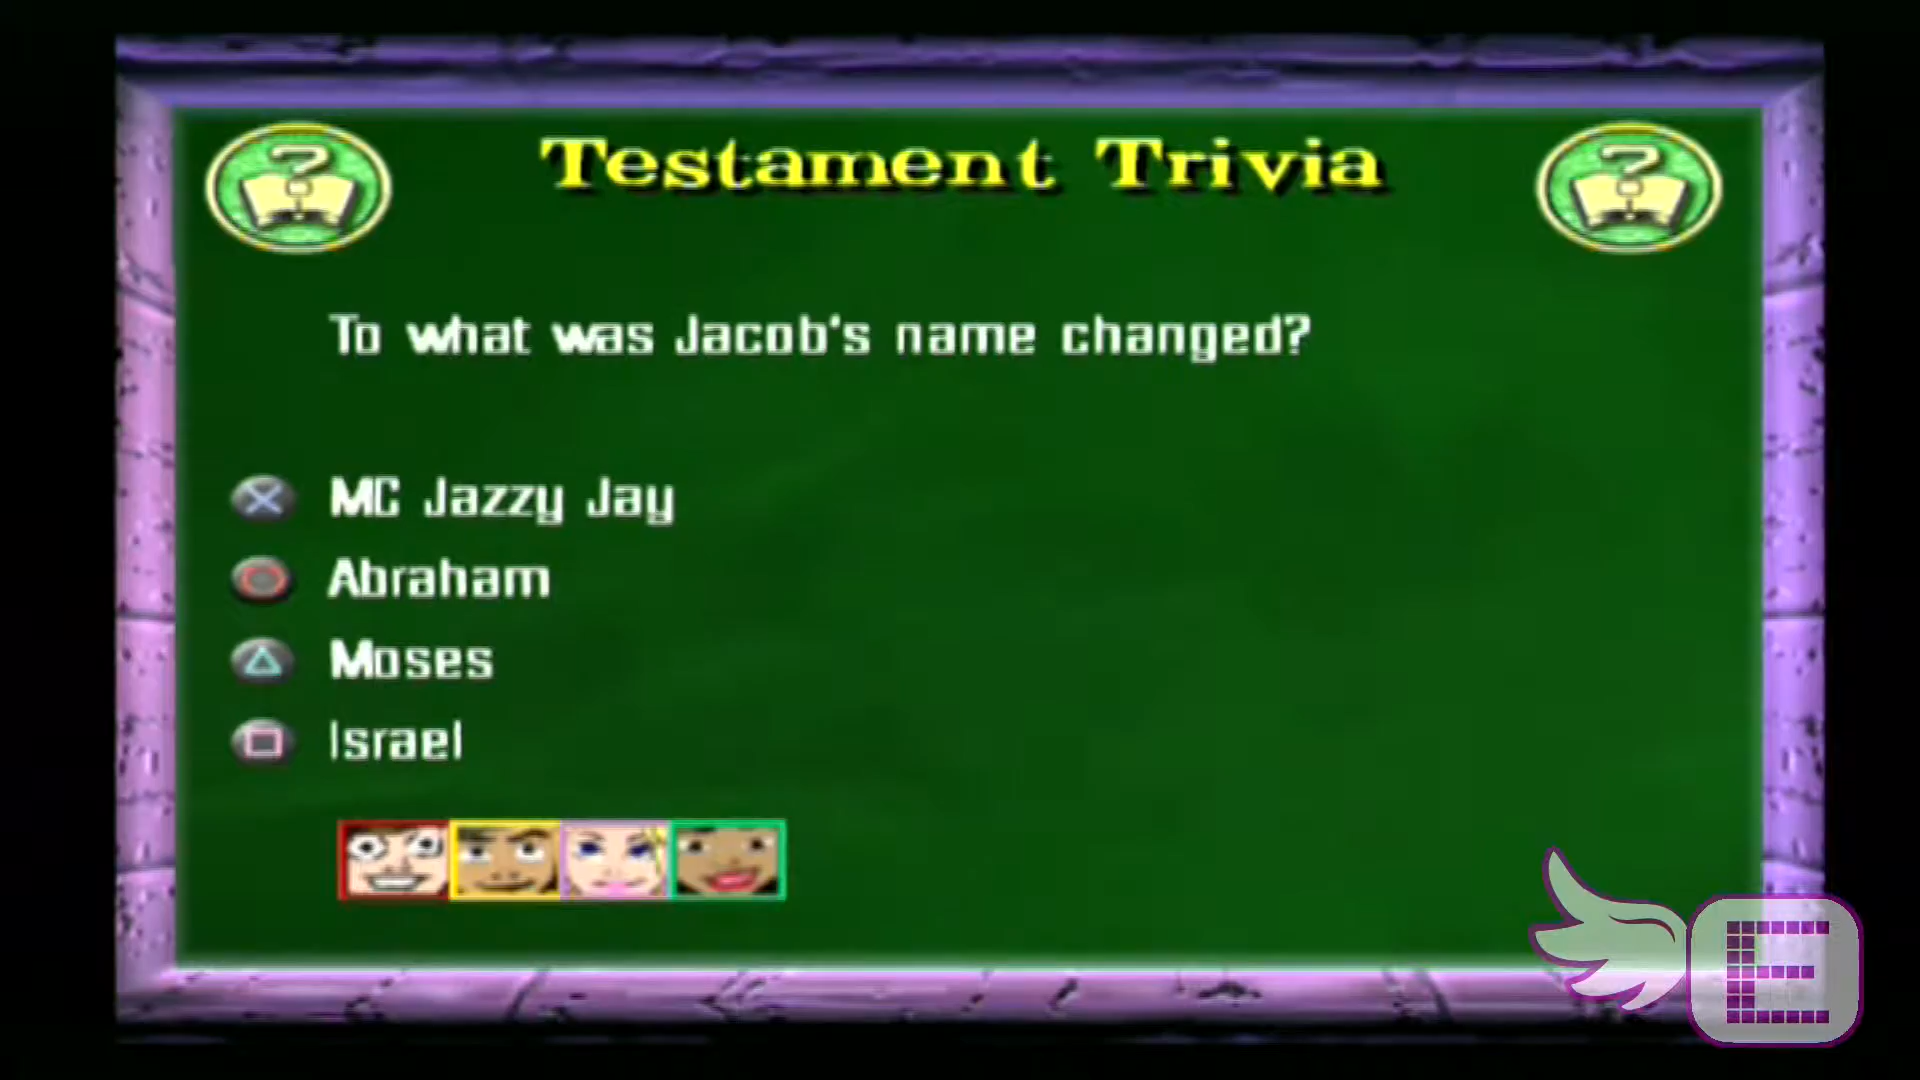 Testament Trivia
To what was Jacob's name changed?
MC Jazzy Jay
Abraham
Moses
Israel
E